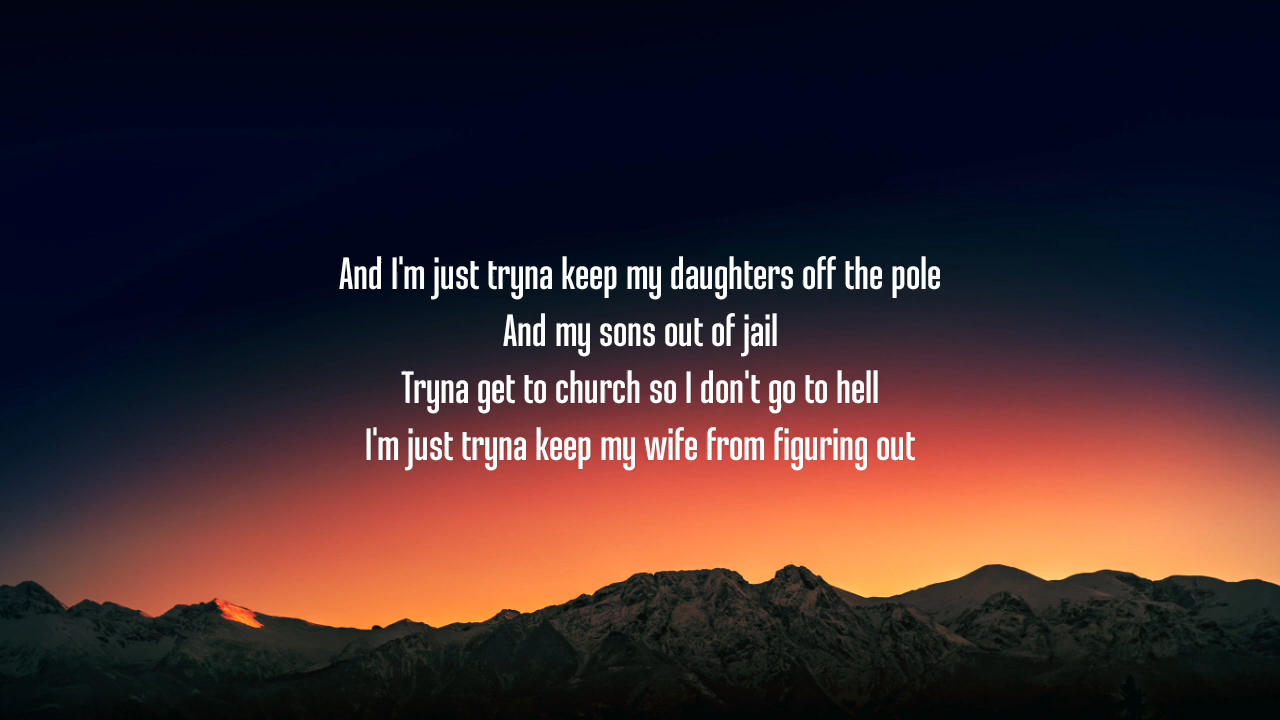 And I'm just tryna keep my daughters off the pole
And my sons out of jail
Tryna get to church so I don't go to hell
I'm just tryna keep my wife from figuring out